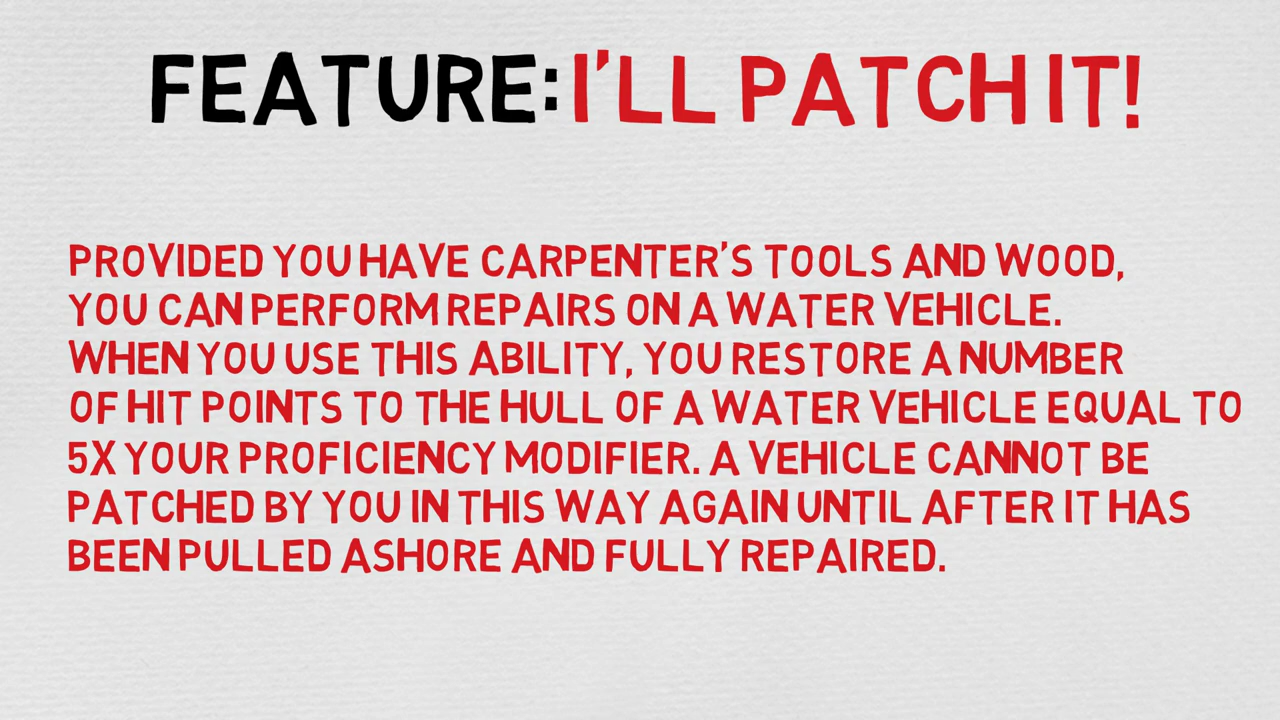 FEATURE: I'LL PATCH IT!
PROVIDED YOU HAVE CARPENTER'S TOOLS AND WOOD,
YOU CAN PERFORM REPAIRS ON A WATER VEHICLE.
WHEN YOU USE THIS ABILITY, YOU RESTORE A NUMBER
OF HIT POINTS TO THE HULL OF A WATER VEHICLE EQUAL TO
5X YOUR PROFICIENCY MODIFIER. A VEHICLE CANNOT BE
PATCHED BY YOU IN THIS WAY AGAIN UNTIL AFTER IT HAS
BEEN PULLED ASHORE AND FULLY REPAIRED.